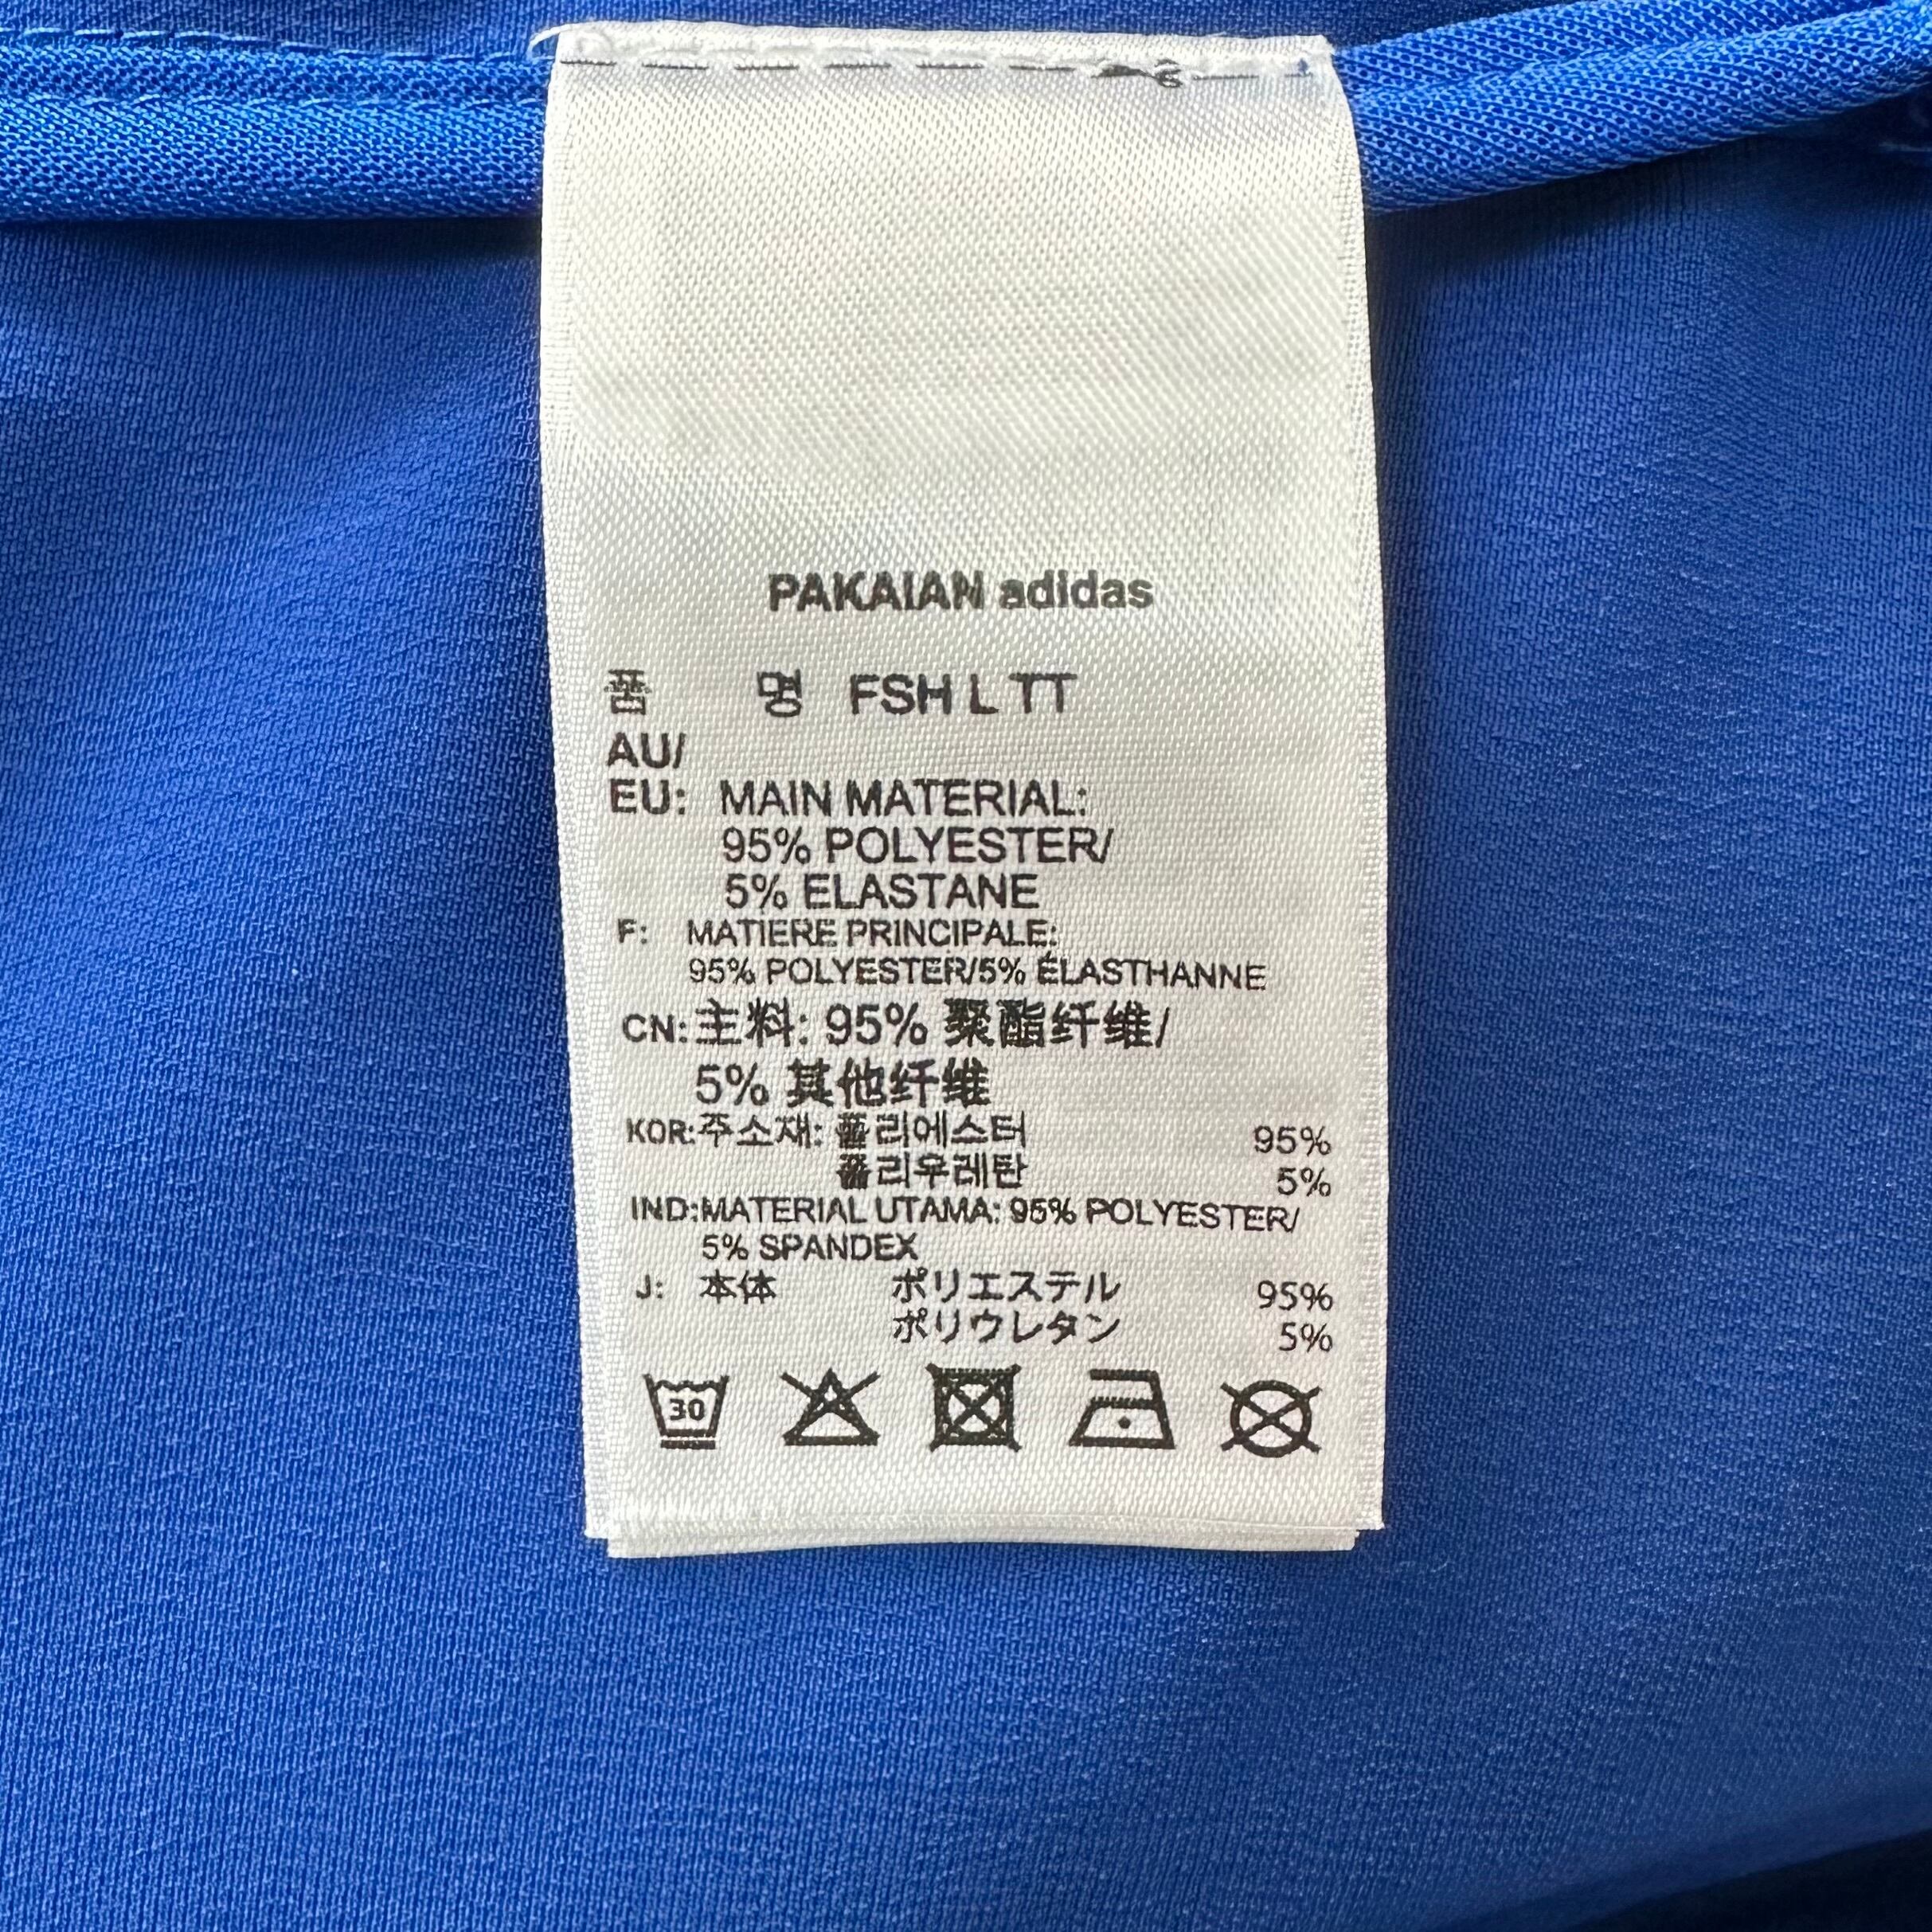 PAKAIAN adidas
품 명 FSH L TT
AU/
EU: MAIN MATERIAL:
95% POLYESTER/
5% ELASTANE
F: MATIERE PRINCIPALE:
95% POLYESTER/5% ÉLASTHANNE
CN: 主料: 95% 聚酯纤维/
5% 其他纤维
KOR: 주소재: 폴리에스터 95%
폴리우레탄 5%
IND: MATERIAL UTAMA: 95% POLYESTER/
5% SPANDEX
J: 本体 ポリエステル 95%
ポリウレタン 5%
30